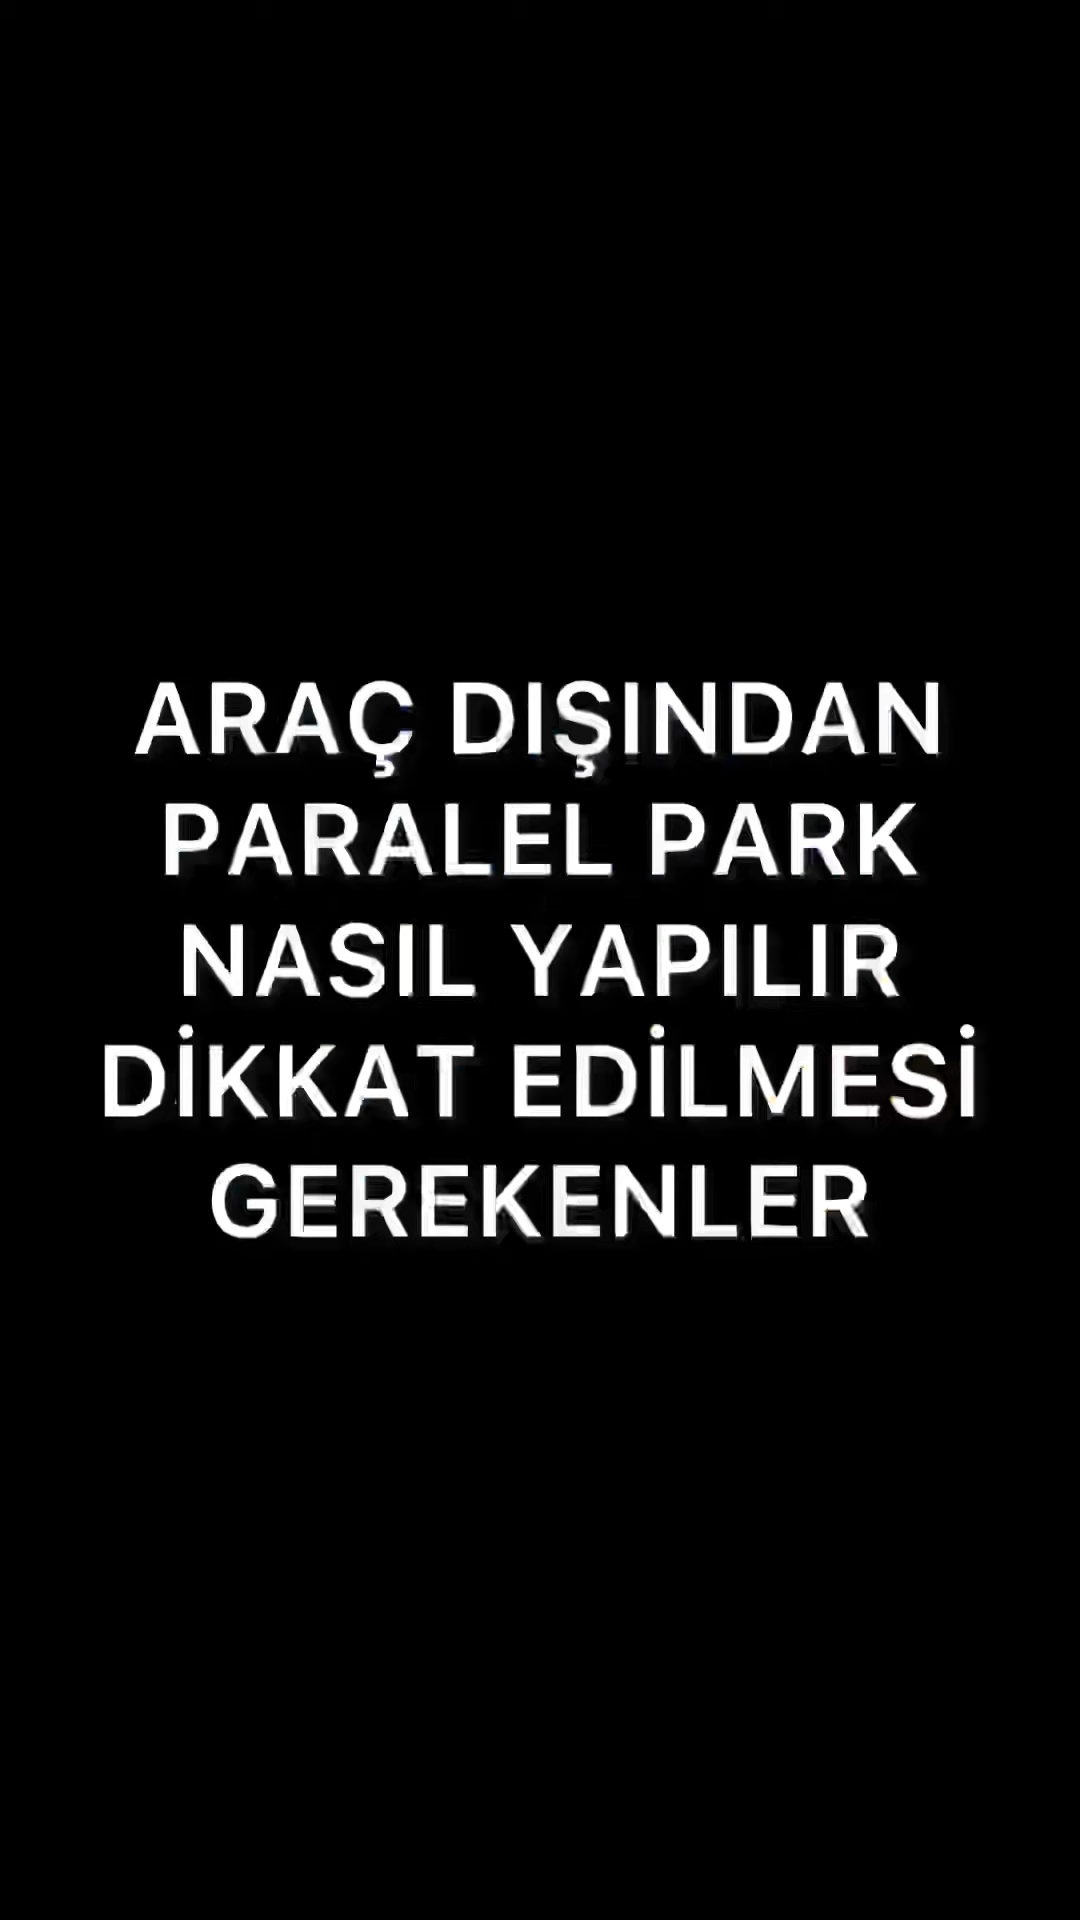 ARAÇ DIŞINDAN
PARALEL PARK
NASIL YAPILIR
DİKKAT EDİLMESİ
GEREKENLER